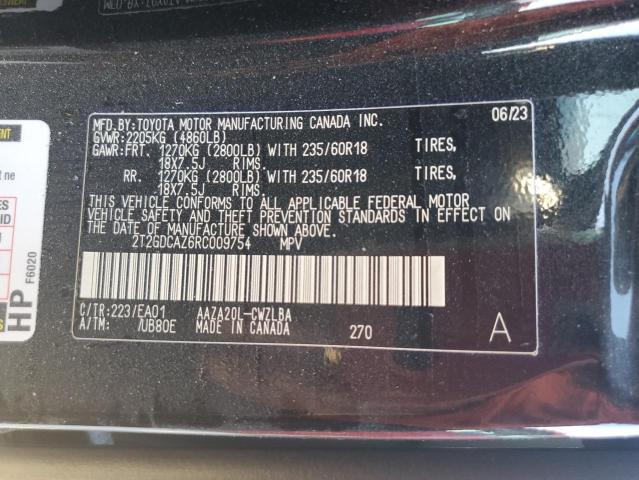 MFD.BY:TOYOTA MOTOR MANUFACTURING CANADA INC. 06/23
GVWR:2205KG (4860LB)
GAWR:FRT. 1270KG (2800LB) WITH 235/60R18 TIRES,
18X7.5J RIMS.
RR. 1270KG (2800LB) WITH 235/60R18 TIRES,
18X7.5J RIMS.
THIS VEHICLE CONFORMS TO ALL APPLICABLE FEDERAL MOTOR
VEHICLE SAFETY AND THEFT PREVENTION STANDARDS IN EFFECT ON
THE DATE OF MANUFACTURE SHOWN ABOVE.
2T2GDCAZ6RC009754 MPV
C/TR:223/EA01 AAZA20L-CWZLBA
A/TM: /UB80E MADE IN CANADA 270 A
HP
F6020